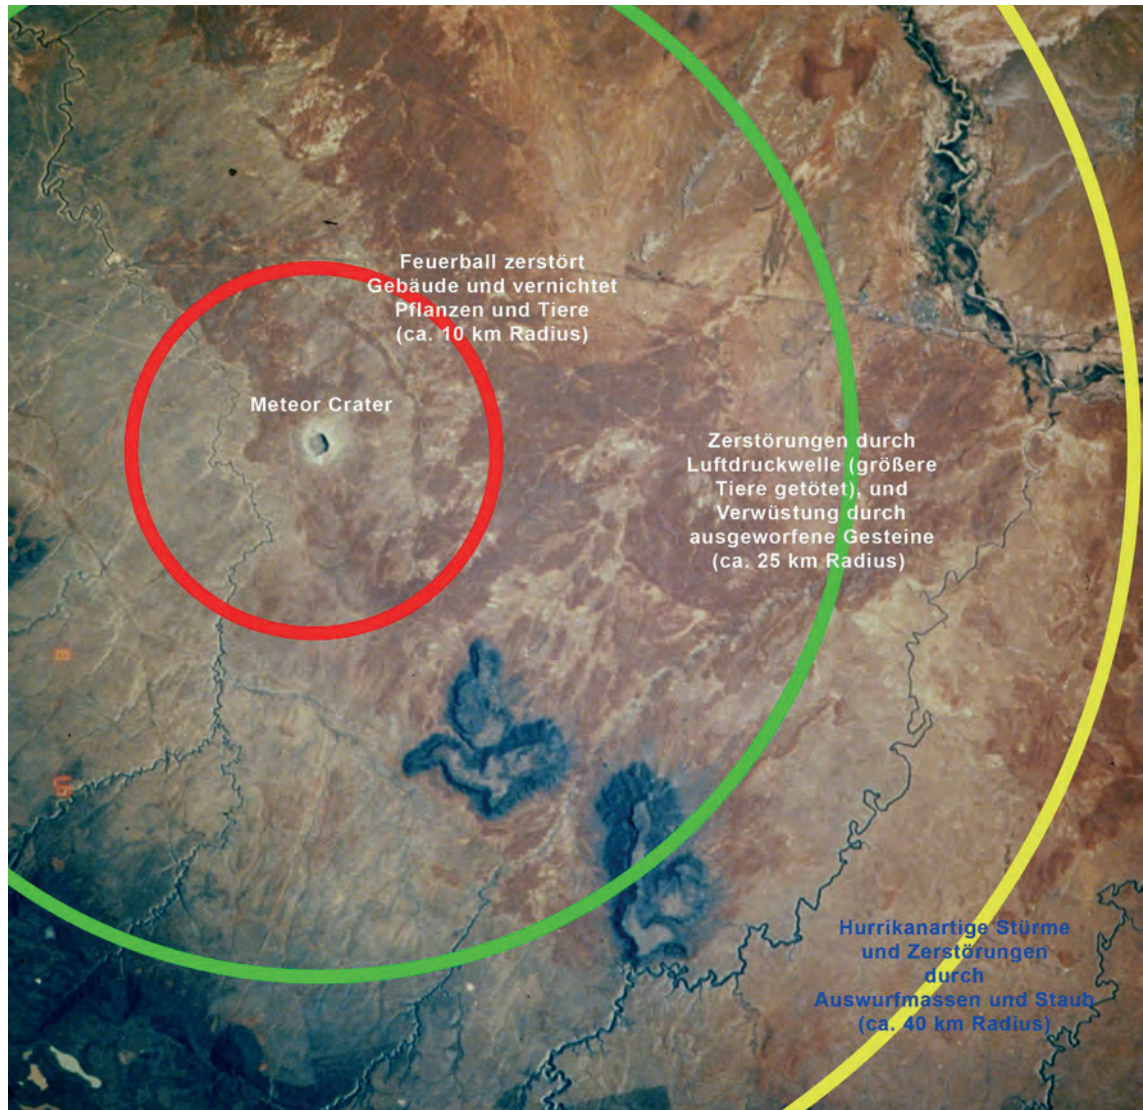 Feuerball zerstört
Gebäude und vernichtet
Pflanzen und Tiere
(ca. 10 km Radius)
Meteor Crater
Zerstörungen durch
Luftdruckwelle (größere
Tiere getötet), und
Verwüstung durch
ausgeworfene Gesteine
(ca. 25 km Radius)
Hurrikanartige Stürme
und Zerstörungen
durch
Auswurfmassen und Staub
(ca. 40 km Radius)